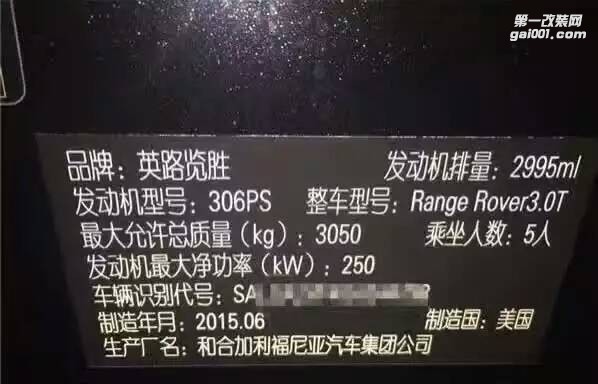 第一改装网
gai001.com
品牌：英路览胜 发动机排量：2995ml
发动机型号：306PS 整车型号：Range Rover3.0T
最大允许总质量（kg）：3050 乘坐人数：5人
发动机最大净功率（kW）：250
车辆识别代号：SA
制造年月：2015.06 制造国：美国
生产厂名：和合加利福尼亚汽车集团公司